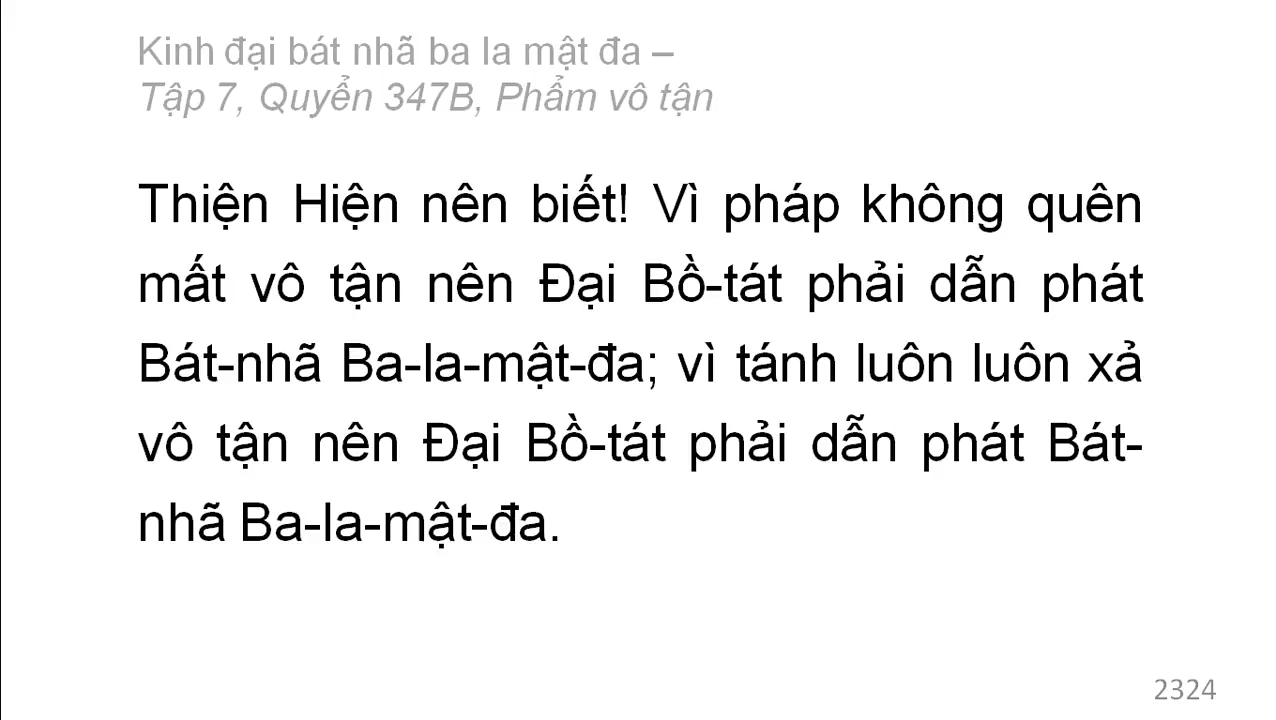 Kinh đại bát nhã ba la mật đa –
Tập 7, Quyển 347B, Phẩm vô tận
Thiện Hiện nên biết! Vì pháp không quên
mất vô tận nên Đại Bồ-tát phải dẫn phát
Bát-nhã Ba-la-mật-đa; vì tánh luôn luôn xả
vô tận nên Đại Bồ-tát phải dẫn phát Bát-
nhã Ba-la-mật-đa.
2324